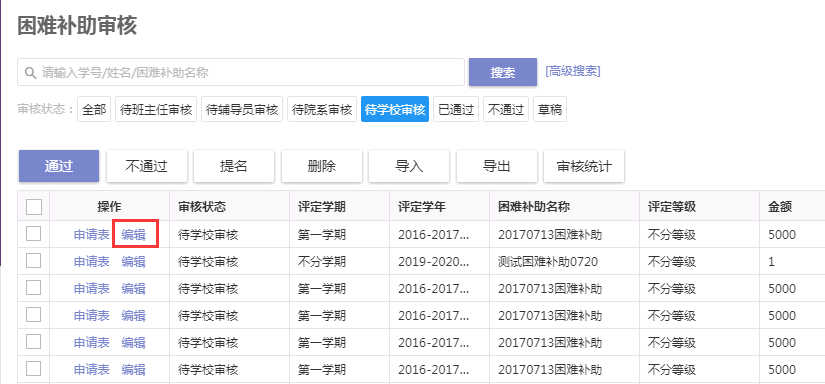 困难补助审核
请输入学号/姓名/困难补助名称 搜索 [高级搜索]
审核状态： 全部 待班主任审核 待辅导员审核 待院系审核 待学校审核 已通过 不通过 草稿
通过 不通过 提名 删除 导入 导出 审核统计
操作 审核状态 评定学期 评定学年 困难补助名称 评定等级 金额
申请表 编辑 待学校审核 第一学期 2016-2017... 20170713困难补助 不分等级 5000
申请表 编辑 待学校审核 不分学期 2019-2020... 测试困难补助0720 不分等级 1
申请表 编辑 待学校审核 第一学期 2016-2017... 20170713困难补助 不分等级 5000
申请表 编辑 待学校审核 第一学期 2016-2017... 20170713困难补助 不分等级 5000
申请表 编辑 待学校审核 第一学期 2016-2017... 20170713困难补助 不分等级 5000
申请表 编辑 待学校审核 第一学期 2016-2017... 20170713困难补助 不分等级 5000